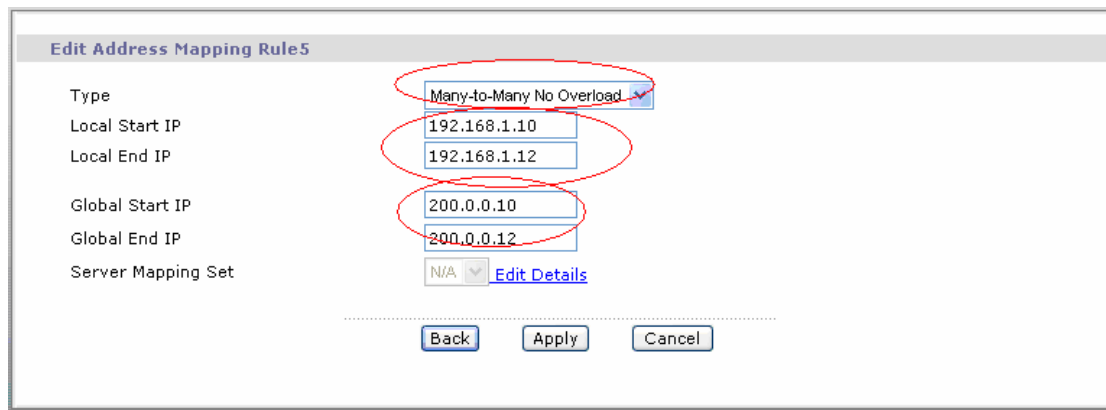 Edit Address Mapping Rule5
Type Many-to-Many No Overload
Local Start IP 192.168.1.10
Local End IP 192.168.1.12
Global Start IP 200.0.0.10
Global End IP 200.0.0.12
Server Mapping Set N/A Edit Details
Back Apply Cancel